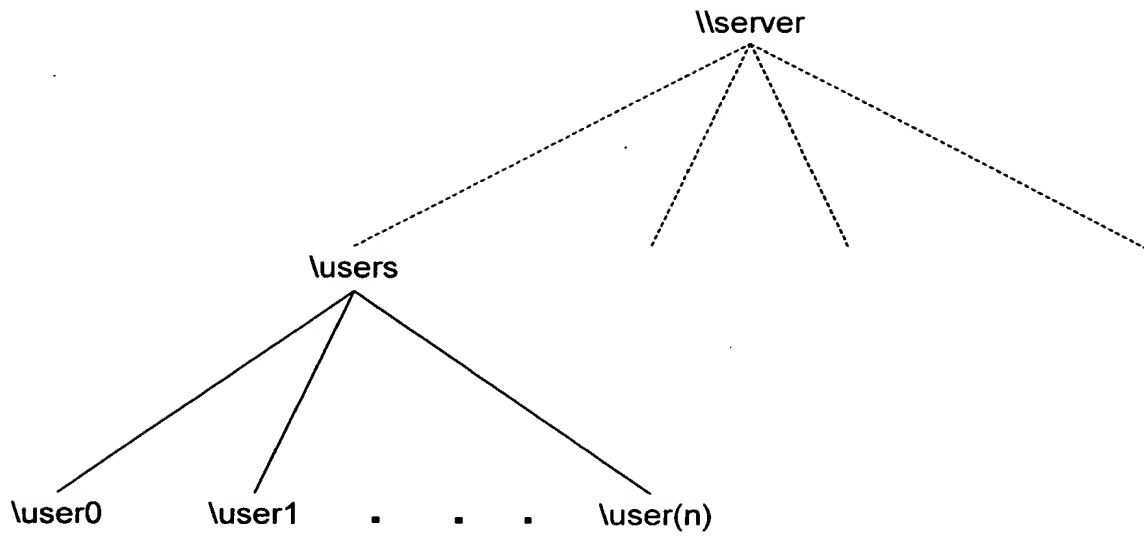 \\server
\users
\user0 \user1 . . . \user(n)